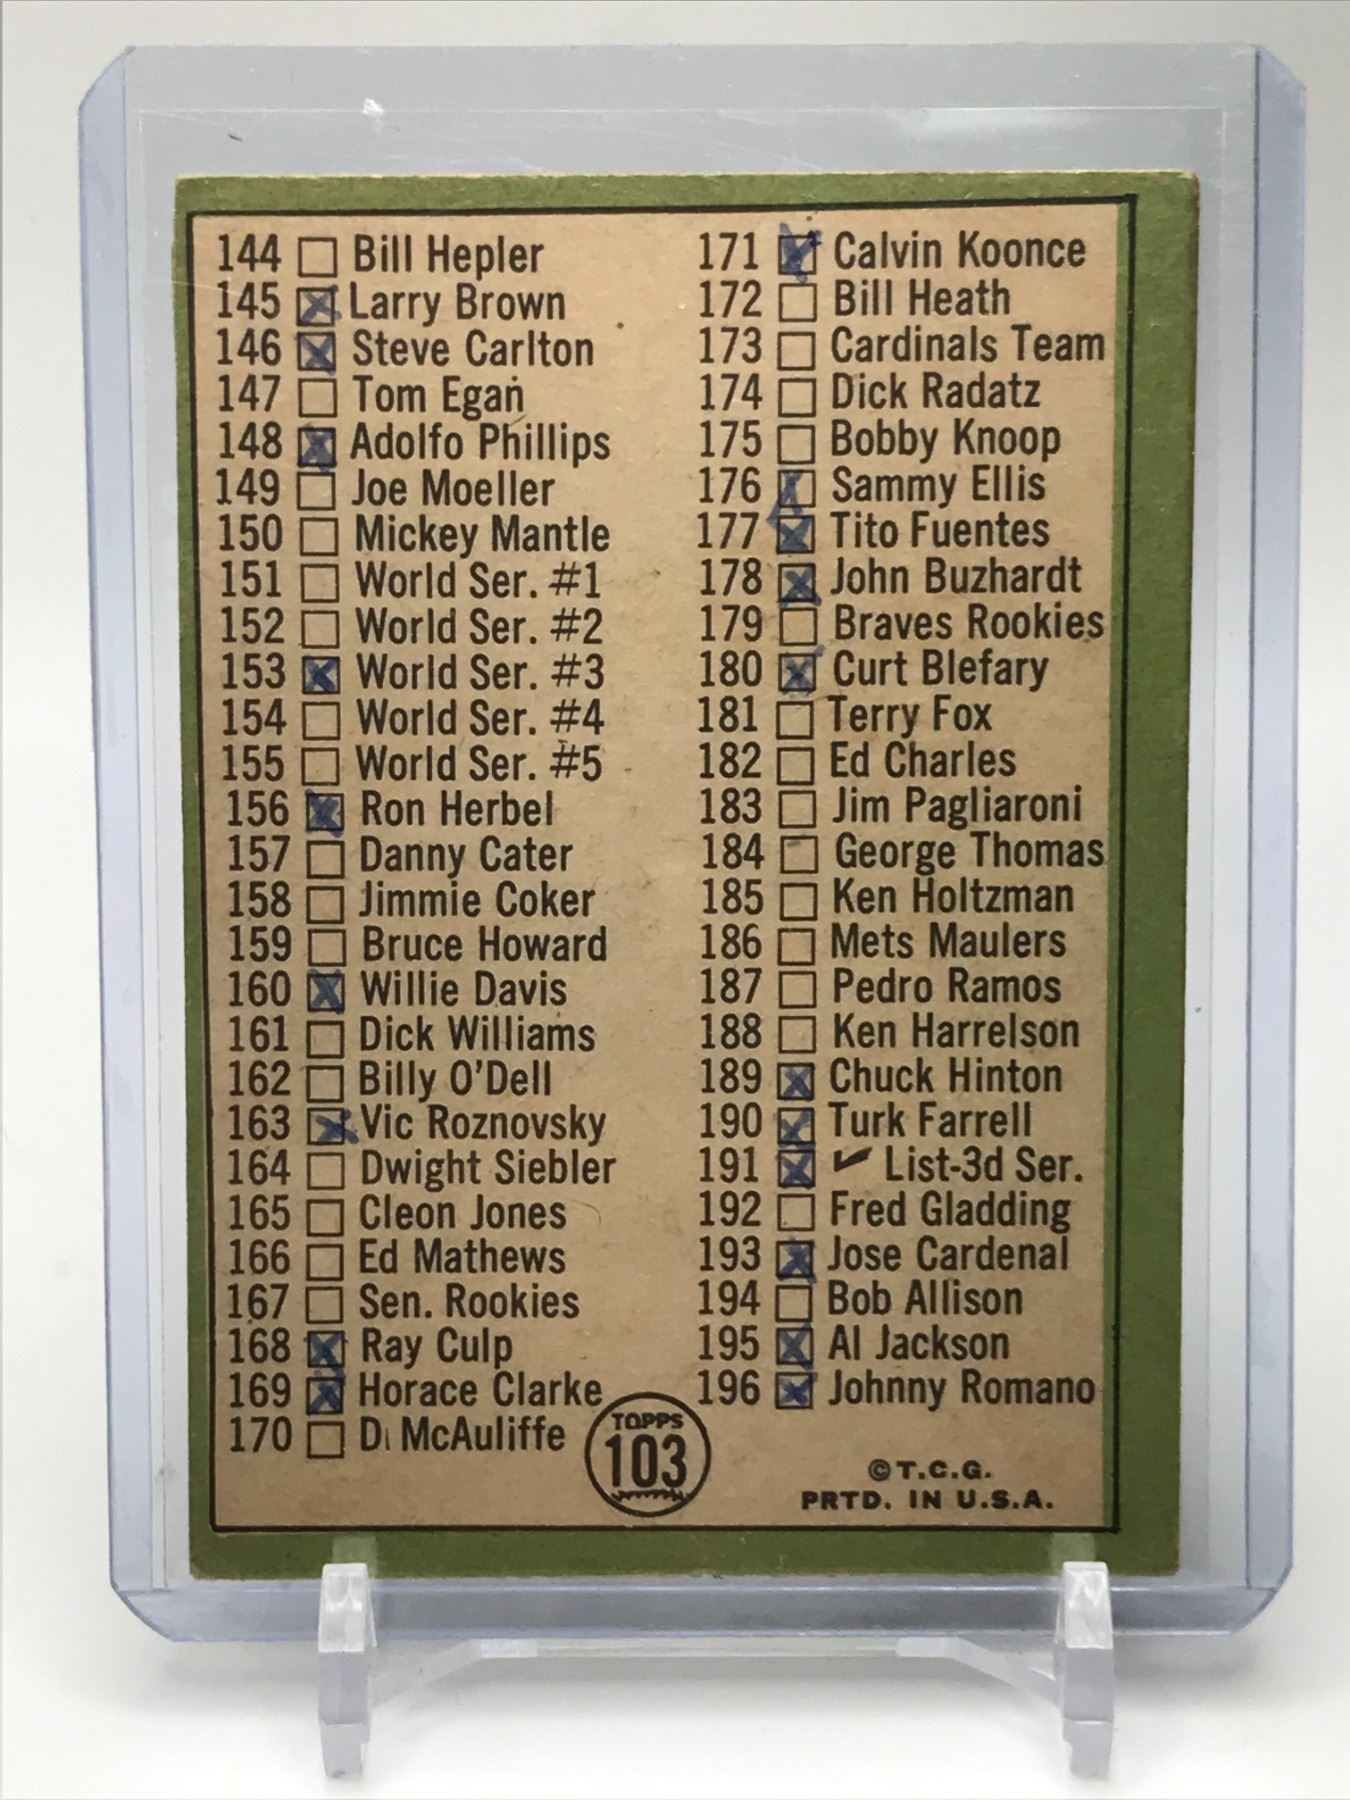 144 Bill Hepler
145 Larry Brown
146 Steve Carlton
147 Tom Egan
148 Adolfo Phillips
149 Joe Moeller
150 Mickey Mantle
151 World Ser. #1
152 World Ser. #2
153 World Ser. #3
154 World Ser. #4
155 World Ser. #5
156 Ron Herbel
157 Danny Cater
158 Jimmie Coker
159 Bruce Howard
160 Willie Davis
161 Dick Williams
162 Billy O'Dell
163 Vic Roznovsky
164 Dwight Siebler
165 Cleon Jones
166 Ed Mathews
167 Sen. Rookies
168 Ray Culp
169 Horace Clarke
170 D. McAuliffe
171 Calvin Koonce
172 Bill Heath
173 Cardinals Team
174 Dick Radatz
175 Bobby Knoop
176 Sammy Ellis
177 Tito Fuentes
178 John Buzhardt
179 Braves Rookies
180 Curt Blefary
181 Terry Fox
182 Ed Charles
183 Jim Pagliaroni
184 George Thomas
185 Ken Holtzman
186 Mets Maulers
187 Pedro Ramos
188 Ken Harrelson
189 Chuck Hinton
190 Turk Farrell
191 ✓ List-3d Ser.
192 Fred Gladding
193 Jose Cardenal
194 Bob Allison
195 Al Jackson
196 Johnny Romano
TOPPS
103
© T.C.G.
PRTD. IN U.S.A.